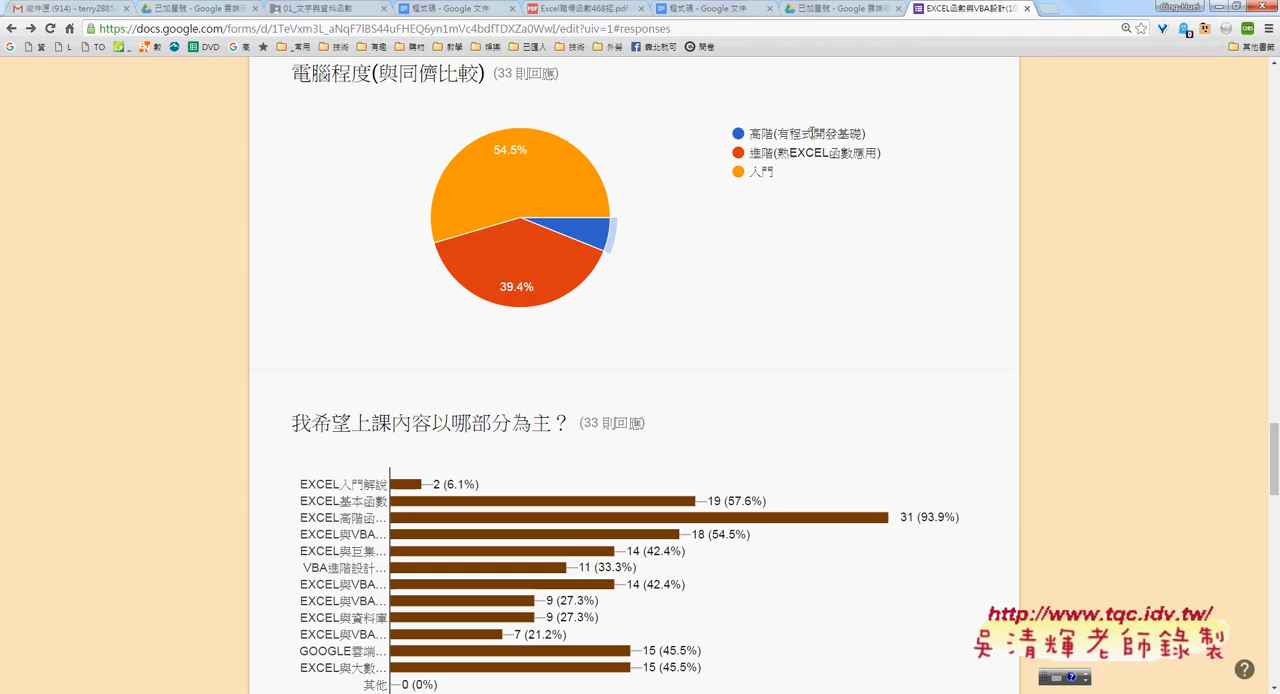 收件匣 (914) - terry288
已加星號 - Google 雲端
01_文字與資料函數
程式碼 - Google 文件
Excel職場函數468招.pdf
程式碼 - Google 文件
已加星號 - Google 雲端
EXCEL函數與VBA設計(10
Ching-Huei
https://docs.google.com/forms/d/1TeVxm3L_aNqF7lBS44uFHEQ6yn1mVc4bdfTDXZa0WwI/edit?uiv=1#responses
L
TO
DVD
_常用
技術
有趣
購物
教學
娛樂
已匯入
技術
外勞
臺北就可
問卷
其他書籤
電腦程度(與同儕比較) (33 則回應)
54.5%
39.4%
高階(有程式開發基礎)
進階(熟EXCEL函數應用)
入門
我希望上課內容以哪部分為主？ (33 則回應)
EXCEL入門解說 2 (6.1%)
EXCEL基本函數 19 (57.6%)
EXCEL高階函... 31 (93.9%)
EXCEL與VBA... 18 (54.5%)
EXCEL與巨集... 14 (42.4%)
VBA進階設計... 11 (33.3%)
EXCEL與VBA... 14 (42.4%)
EXCEL與VBA... 9 (27.3%)
EXCEL與資料庫 9 (27.3%)
EXCEL與VBA... 7 (21.2%)
GOOGLE雲端... 15 (45.5%)
EXCEL與大數... 15 (45.5%)
其他 0 (0%)
http://www.tqc.idv.tw/
吳清輝老師錄製